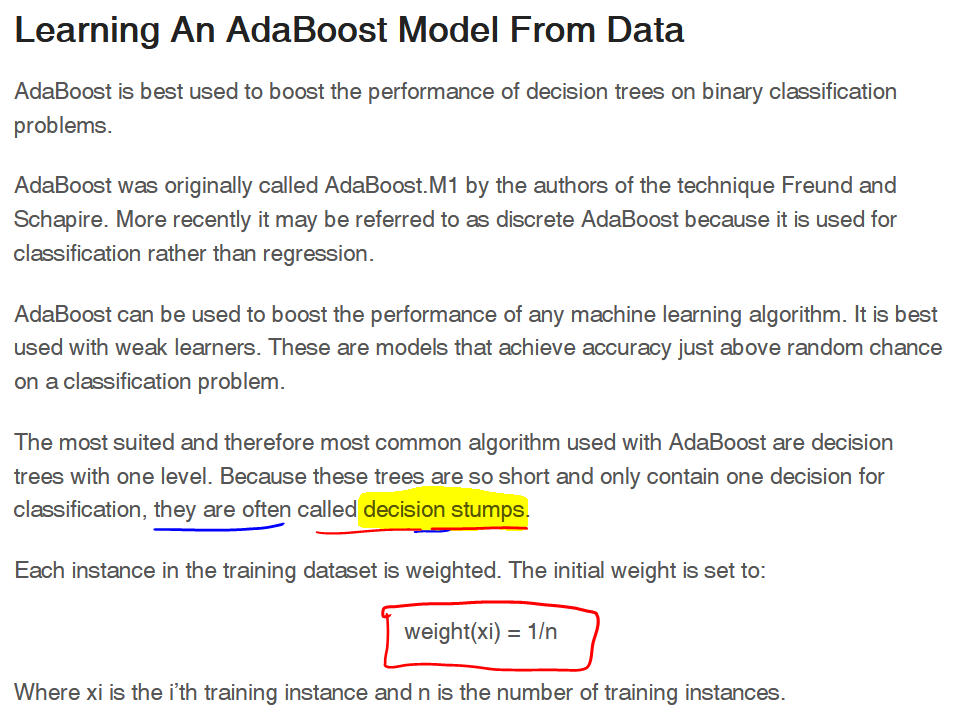 Learning An AdaBoost Model From Data
AdaBoost is best used to boost the performance of decision trees on binary classification
problems.
AdaBoost was originally called AdaBoost.M1 by the authors of the technique Freund and
Schapire. More recently it may be referred to as discrete AdaBoost because it is used for
classification rather than regression.
AdaBoost can be used to boost the performance of any machine learning algorithm. It is best
used with weak learners. These are models that achieve accuracy just above random chance
on a classification problem.
The most suited and therefore most common algorithm used with AdaBoost are decision
trees with one level. Because these trees are so short and only contain one decision for
classification, they are often called decision stumps.
Each instance in the training dataset is weighted. The initial weight is set to:
weight(xi) = 1/n
Where xi is the i’th training instance and n is the number of training instances.